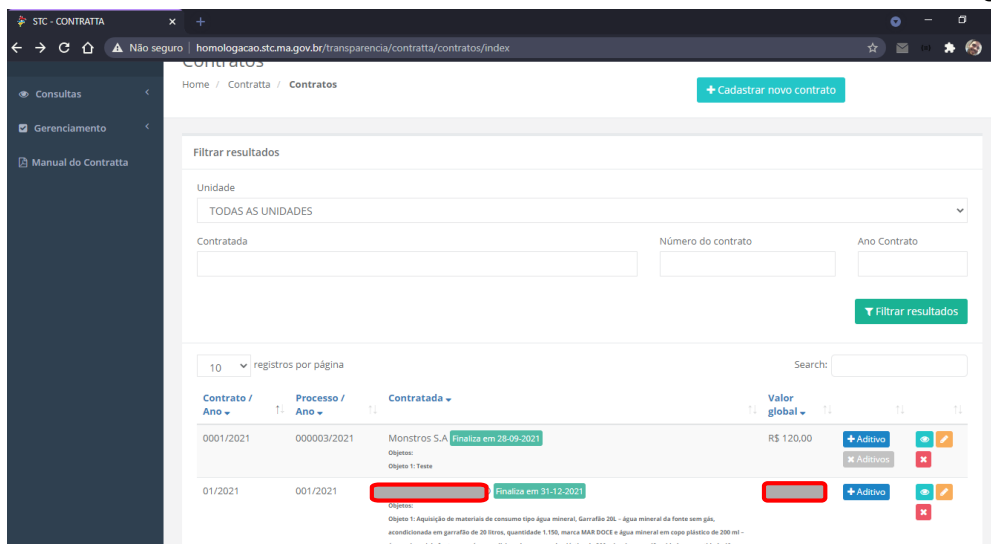 STC - CONTRATTA
Não seguro | homologacao.stc.ma.gov.br/transparencia/contratta/contratos/index
Contratos
Home / Contratta / Contratos
Cadastrar novo contrato
Consultas
Gerenciamento
Manual do Contratta
Filtrar resultados
Unidade
TODAS AS UNIDADES
Contratada Número do contrato Ano Contrato
Filtrar resultados
10 registros por página Search:
Contrato / Ano Processo / Ano Contratada Valor global
0001/2021 000003/2021 Monstros S.A Finaliza em 28-09-2021 R$ 120,00 + Aditivo
Objetos: Aditivos
Objeto 1: Teste
01/2021 001/2021 Finaliza em 31-12-2021 + Aditivo
Objetos:
Objeto 1: Aquisição de materiais de consumo tipo água mineral, Garrafão 20L – água mineral da fonte sem gás,
acondicionada em garrafão de 20 litros, quantidade 1.150, marca MAR DOCE e água mineral em copo plástico de 200 ml –